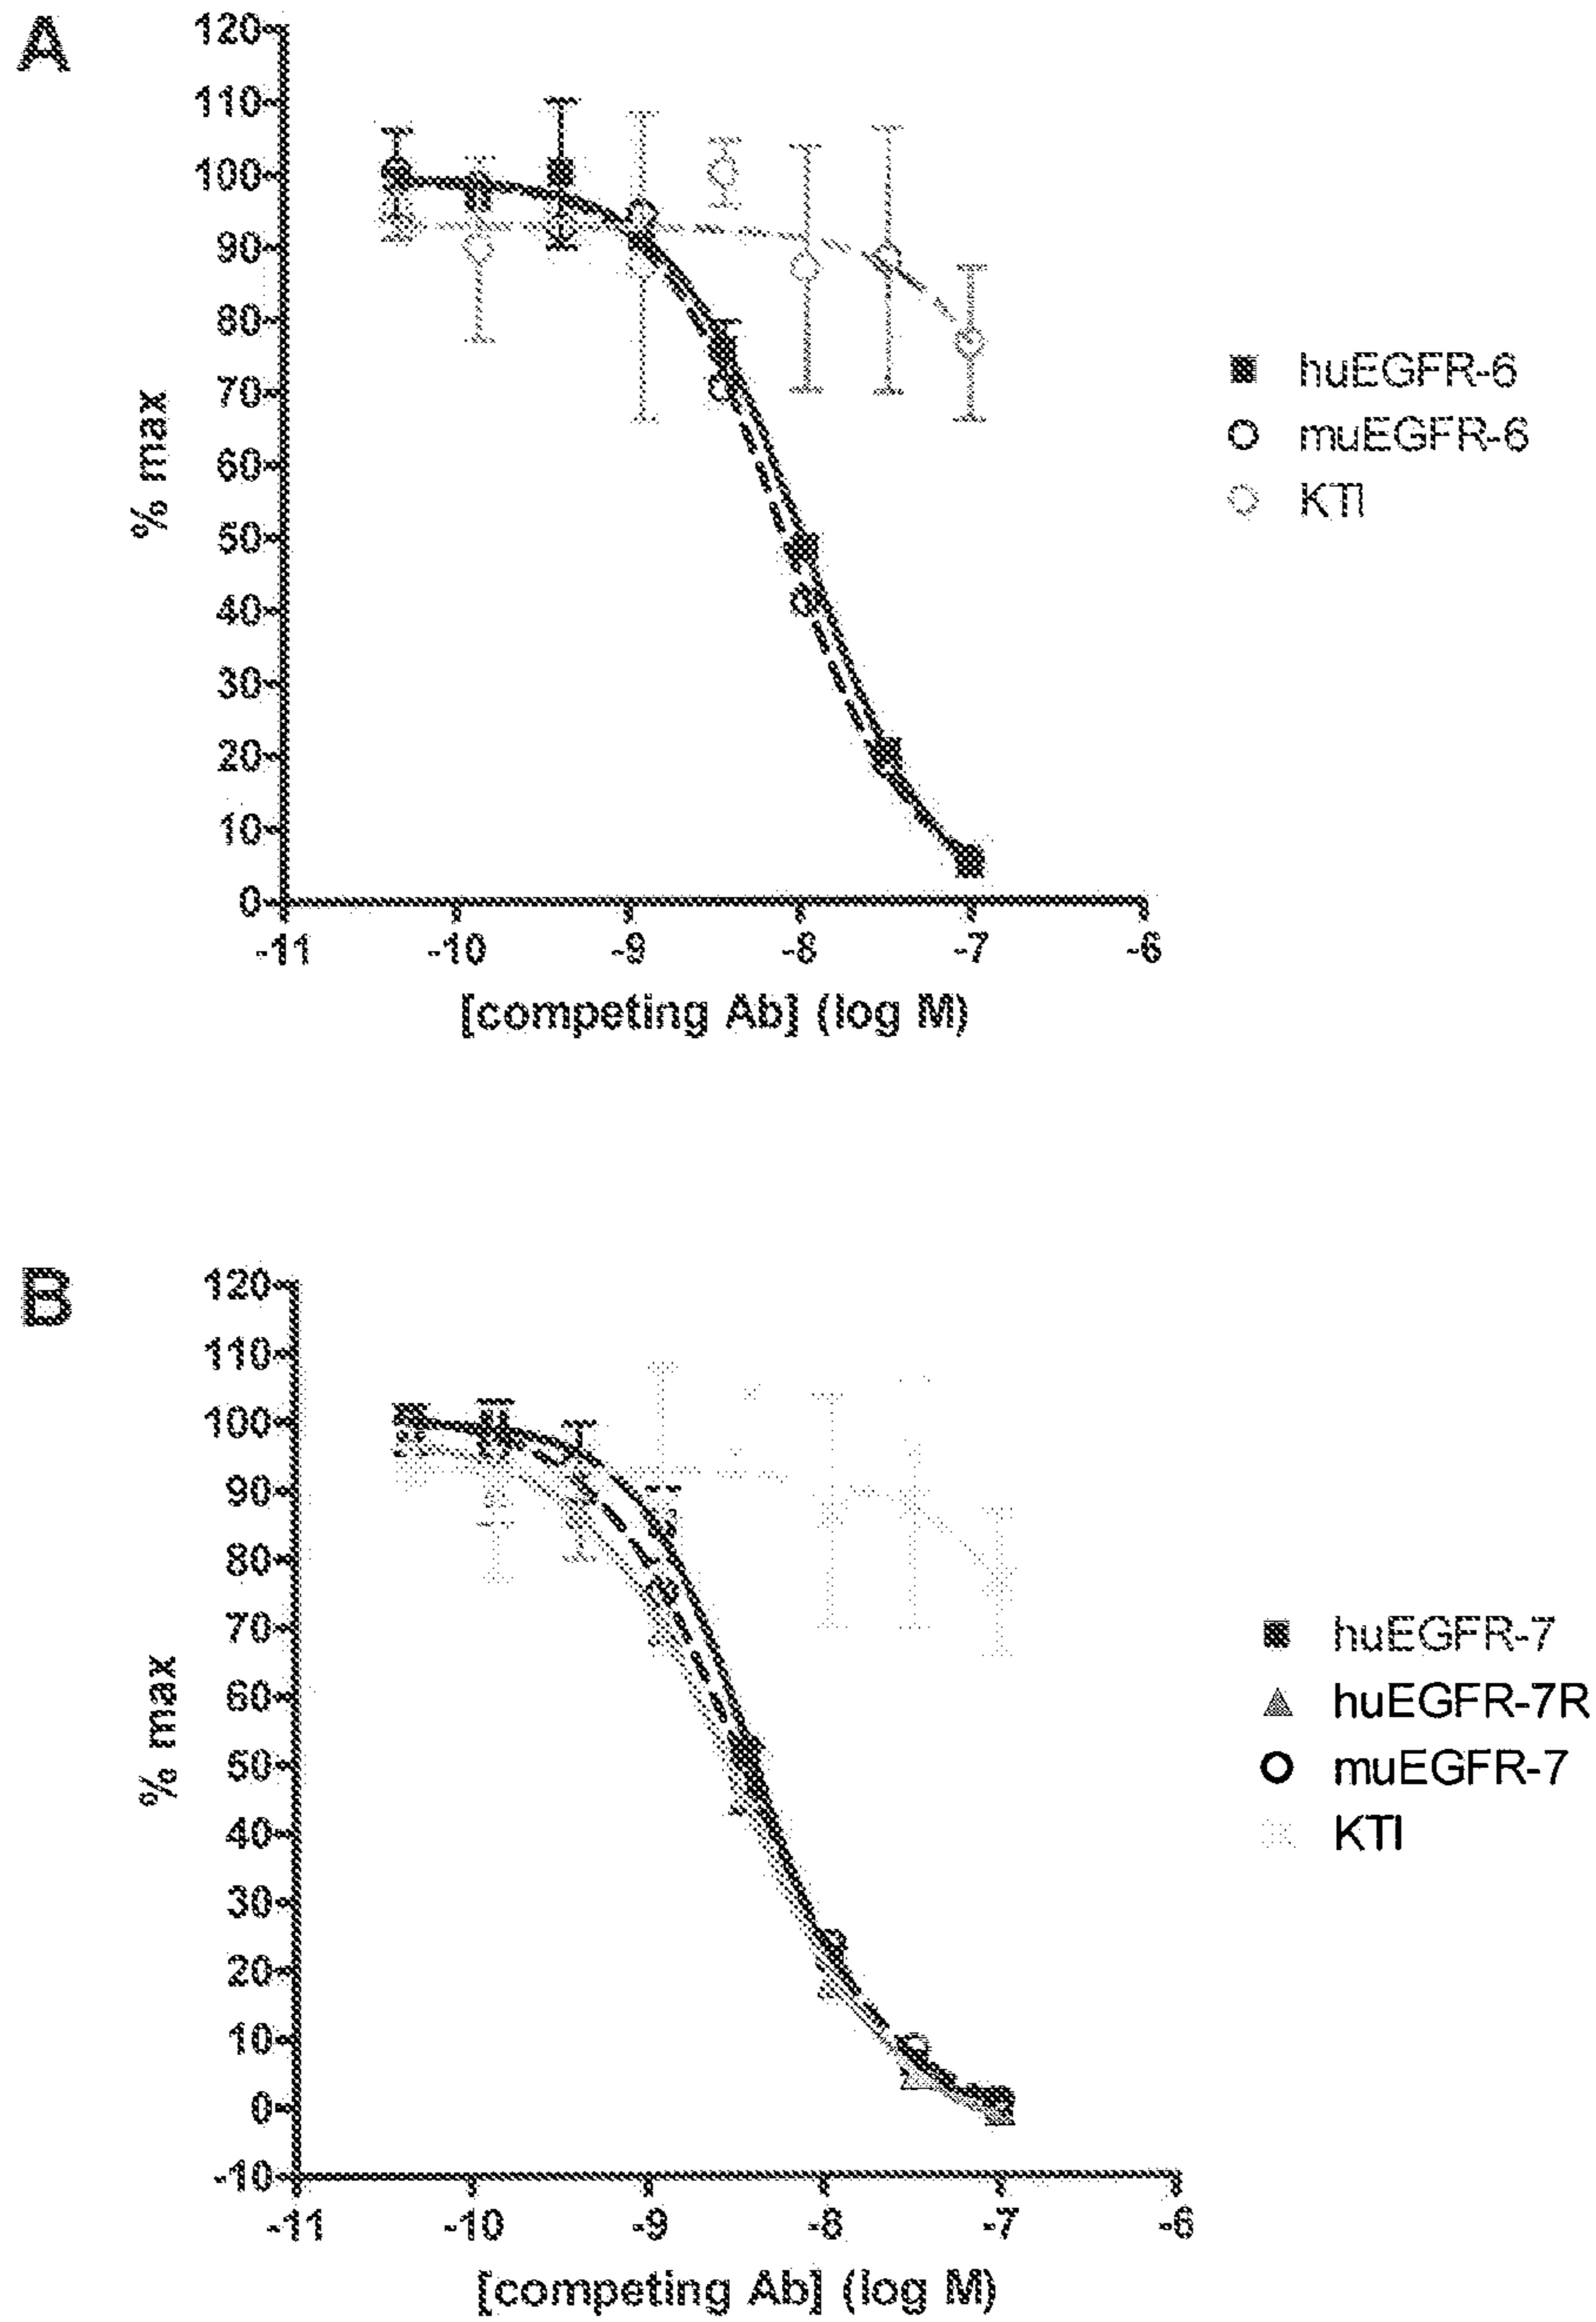 A
120
110
100
90
80
70
60
50
40
30
20
10
0
% max
-11 -10 -9 -8 -7 -6
[competing Ab] (log M)
huEGFR-6
muEGFR-6
KTI
B
120
110
100
90
80
70
60
50
40
30
20
10
0
-10
% max
-11 -10 -9 -8 -7 -6
[competing Ab] (log M)
huEGFR-7
huEGFR-7R
muEGFR-7
KTI